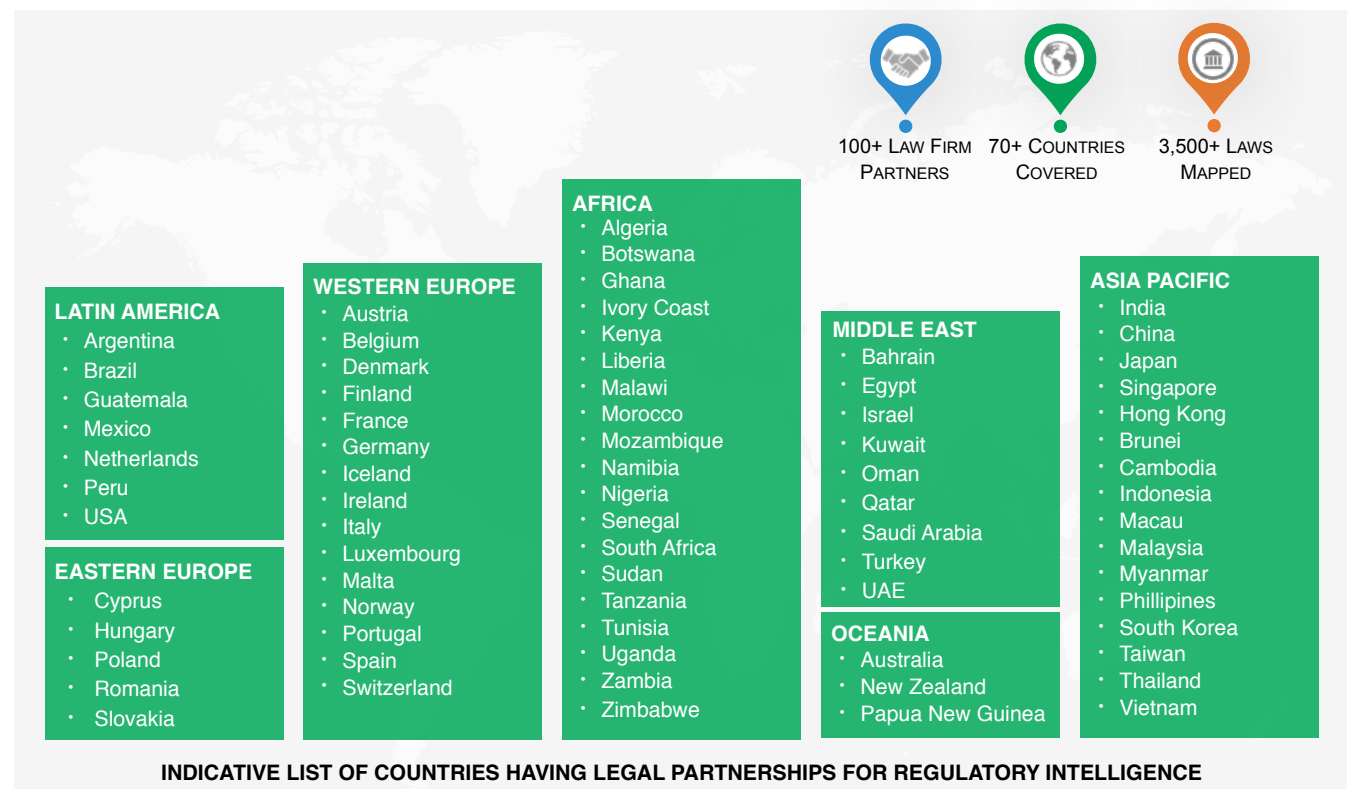 100+ LAW FIRM
PARTNERS
70+ COUNTRIES
COVERED
3,500+ LAWS
MAPPED
LATIN AMERICA
· Argentina
· Brazil
· Guatemala
· Mexico
· Netherlands
· Peru
· USA
EASTERN EUROPE
· Cyprus
· Hungary
· Poland
· Romania
· Slovakia
WESTERN EUROPE
· Austria
· Belgium
· Denmark
· Finland
· France
· Germany
· Iceland
· Ireland
· Italy
· Luxembourg
· Malta
· Norway
· Portugal
· Spain
· Switzerland
AFRICA
· Algeria
· Botswana
· Ghana
· Ivory Coast
· Kenya
· Liberia
· Malawi
· Morocco
· Mozambique
· Namibia
· Nigeria
· Senegal
· South Africa
· Sudan
· Tanzania
· Tunisia
· Uganda
· Zambia
· Zimbabwe
MIDDLE EAST
· Bahrain
· Egypt
· Israel
· Kuwait
· Oman
· Qatar
· Saudi Arabia
· Turkey
· UAE
OCEANIA
· Australia
· New Zealand
· Papua New Guinea
ASIA PACIFIC
· India
· China
· Japan
· Singapore
· Hong Kong
· Brunei
· Cambodia
· Indonesia
· Macau
· Malaysia
· Myanmar
· Phillipines
· South Korea
· Taiwan
· Thailand
· Vietnam
INDICATIVE LIST OF COUNTRIES HAVING LEGAL PARTNERSHIPS FOR REGULATORY INTELLIGENCE